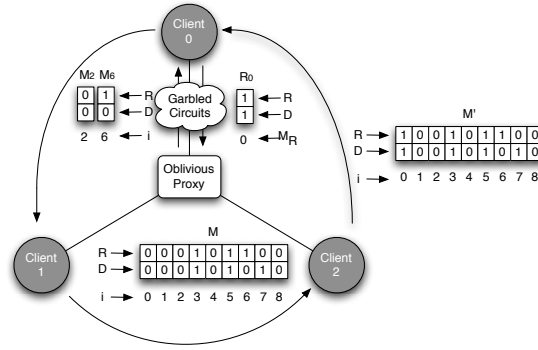 Client
0
M2 M6
0 1 R
0 0 D
2 6 i
Garbled
Circuits
R0
1 R
1 D
0 MR
Oblivious
Proxy
M'
R 1 0 0 1 0 1 1 0 0
D 1 0 0 1 0 1 0 1 0
i 0 1 2 3 4 5 6 7 8
M
R 0 0 0 1 0 1 1 0 0
D 0 0 0 1 0 1 0 1 0
i 0 1 2 3 4 5 6 7 8
Client
1
Client
2